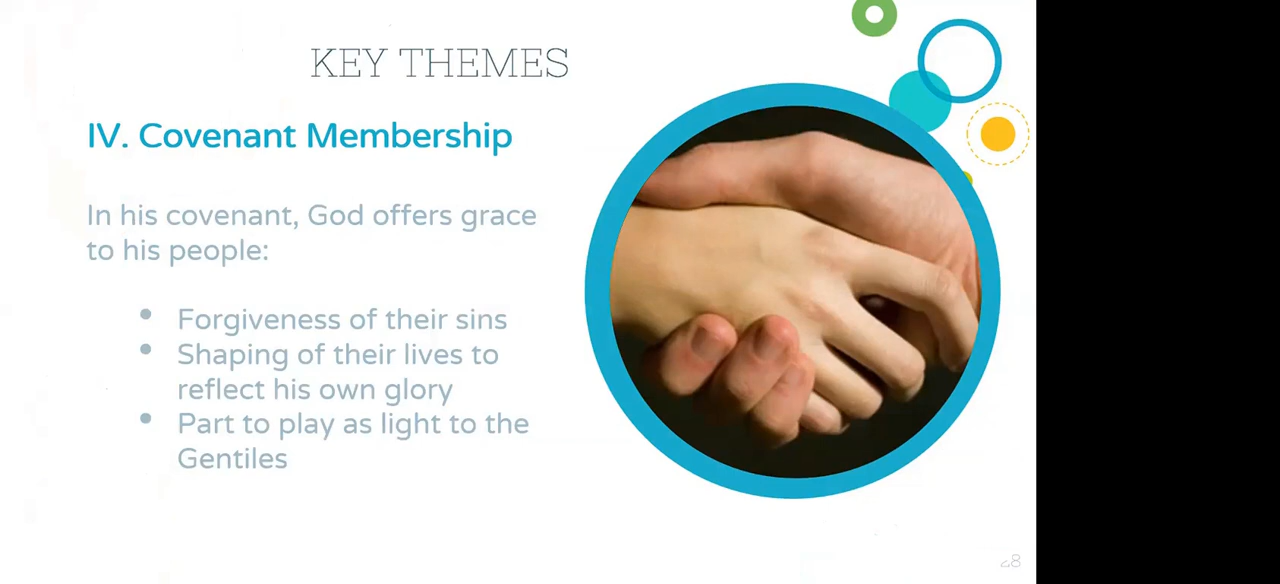 KEY THEMES
IV. Covenant Membership
In his covenant, God offers grace
to his people:
• Forgiveness of their sins
• Shaping of their lives to
reflect his own glory
• Part to play as light to the
Gentiles
28